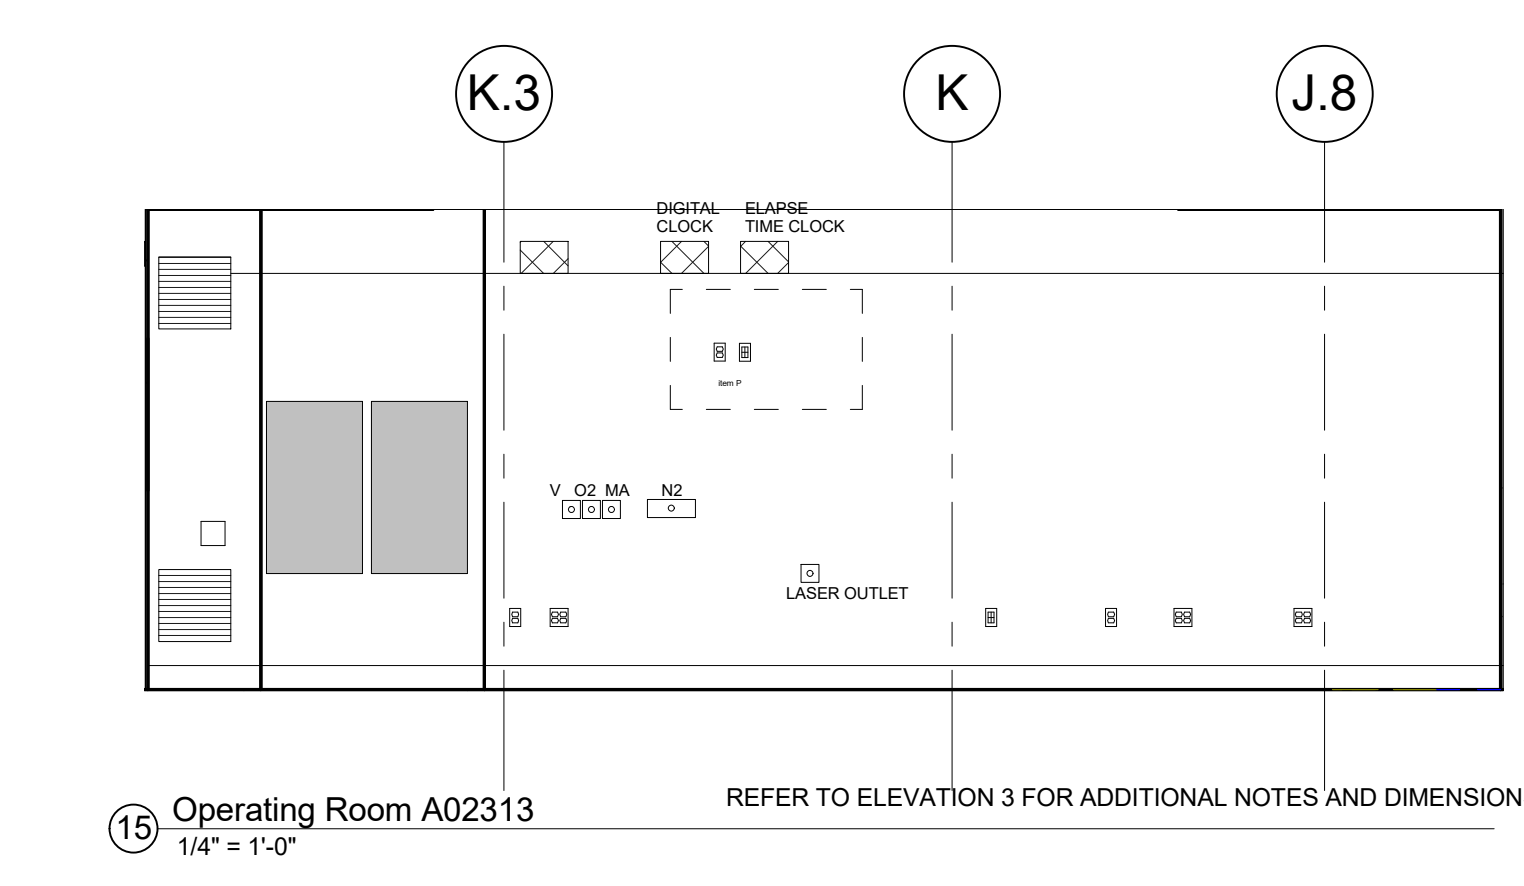 K.3
K
J.8
DIGITAL
CLOCK
ELAPSE
TIME CLOCK
item P
V O2 MA
N2
LASER OUTLET
15
Operating Room A02313
1/4" = 1'-0"
REFER TO ELEVATION 3 FOR ADDITIONAL NOTES AND DIMENSION